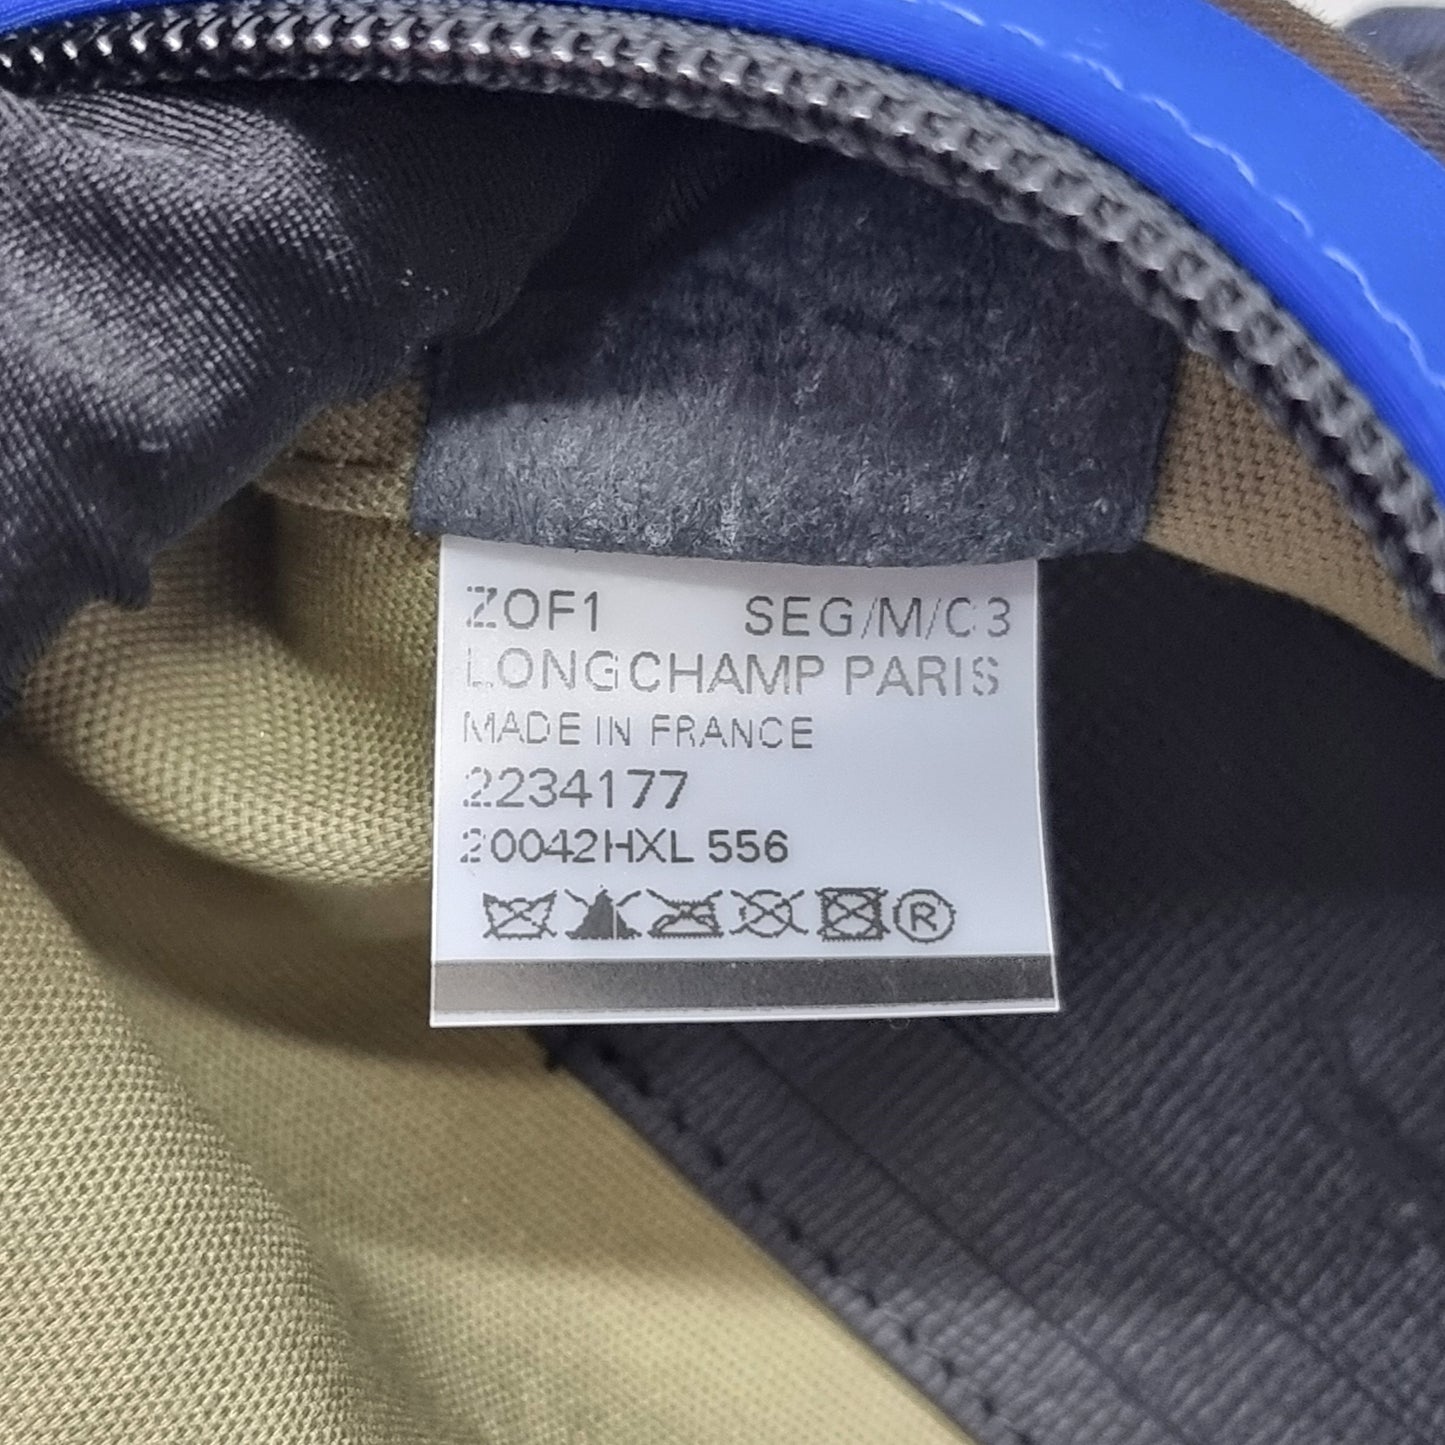 ZOF1 SEG/M/C3
LONGCHAMP PARIS
MADE IN FRANCE
2234177
20042HXL 556
®